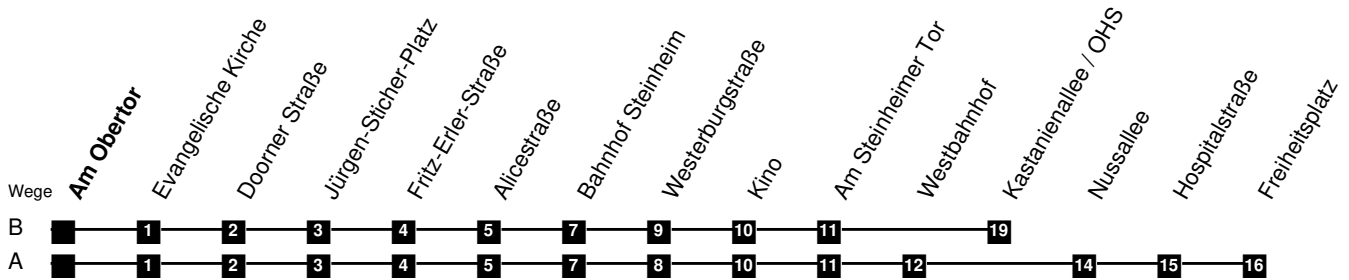 Am Obertor
Evangelische Kirche
Doorner Straße
Jürgen-Sticher-Platz
Fritz-Erler-Straße
Alicestraße
Bahnhof Steinheim
Westerburgstraße
Kino
Am Steinheimer Tor
Westbahnhof
Kastanienallee / OHS
Nussallee
Hospitalstraße
Freiheitsplatz
Wege
B 1 2 3 4 5 7 9 10 11 19
A 1 2 3 4 5 7 8 10 11 12 14 15 16